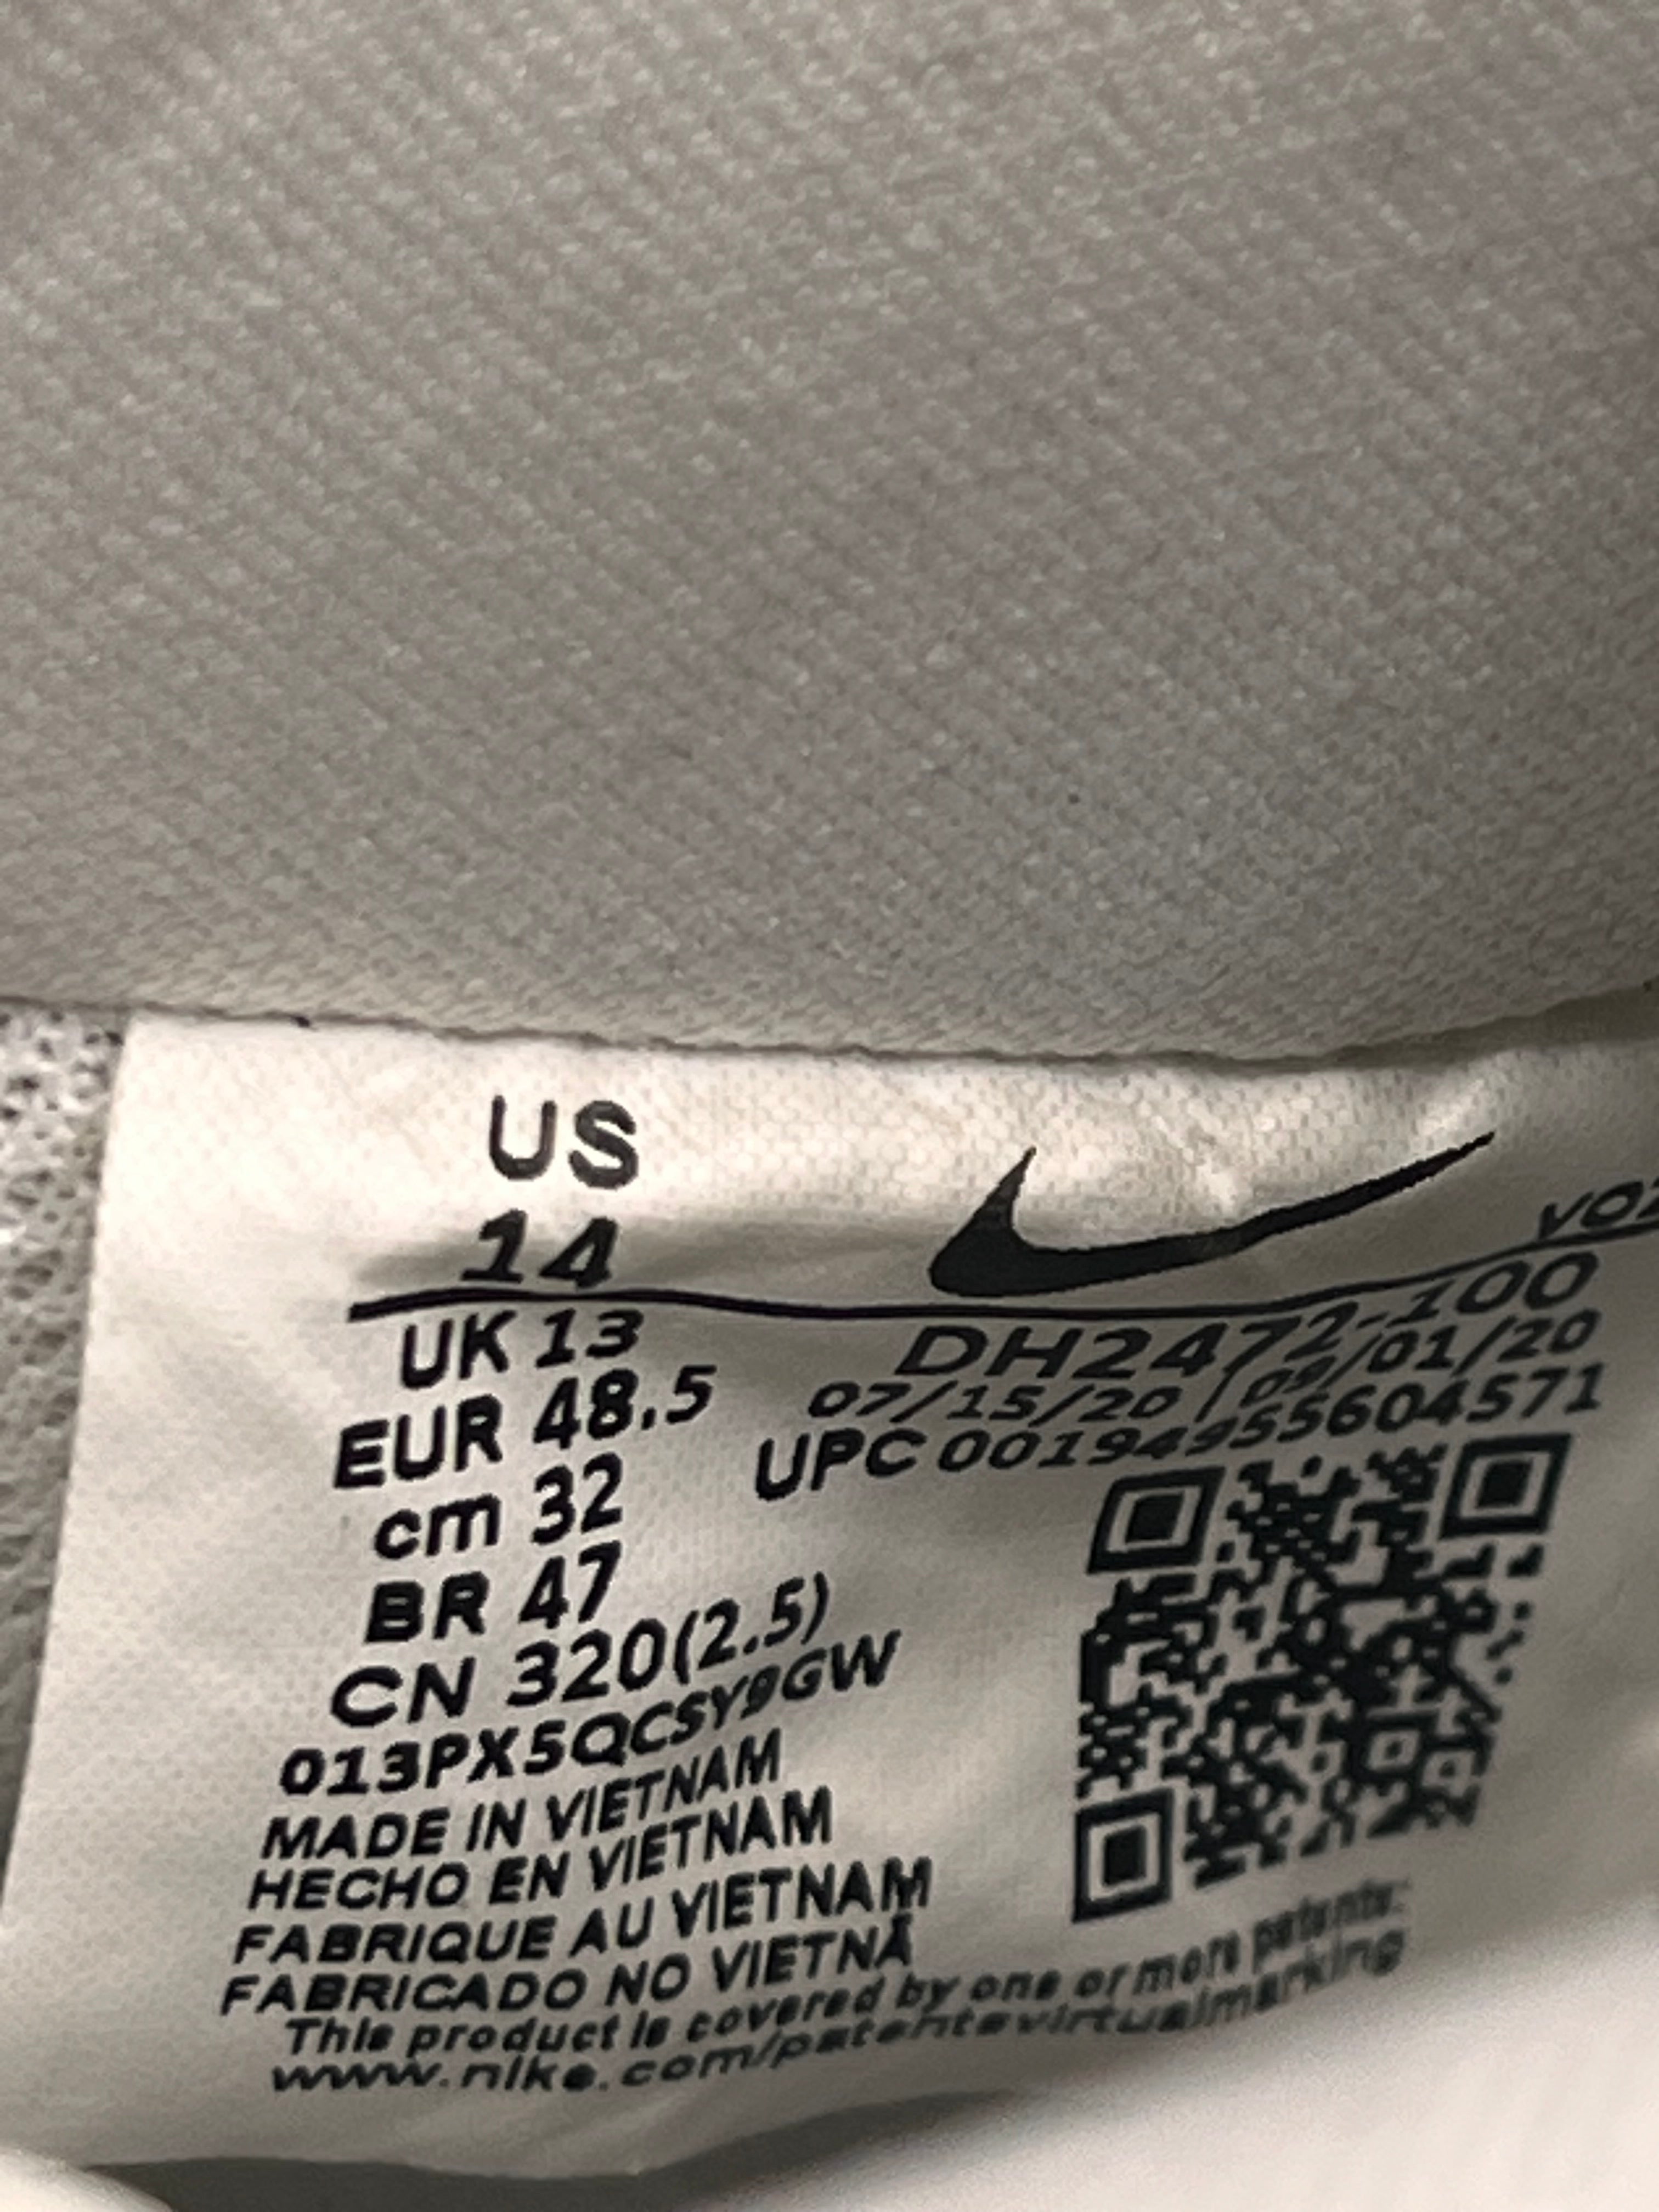 US
14
UK 13
EUR 48.5
cm 32
BR 47
CN 320(2.5)
013PX5QCSY9GW
MADE IN VIETNAM
HECHO EN VIETNAM
FABRIQUE AU VIETNAM
FABRICADO NO VIETNÃ
This product is covered by one or more patents:
www.nike.com/patentsvirtualmarking
DH2472-100
07/15/20 | 09/01/20
UPC 00194955604571